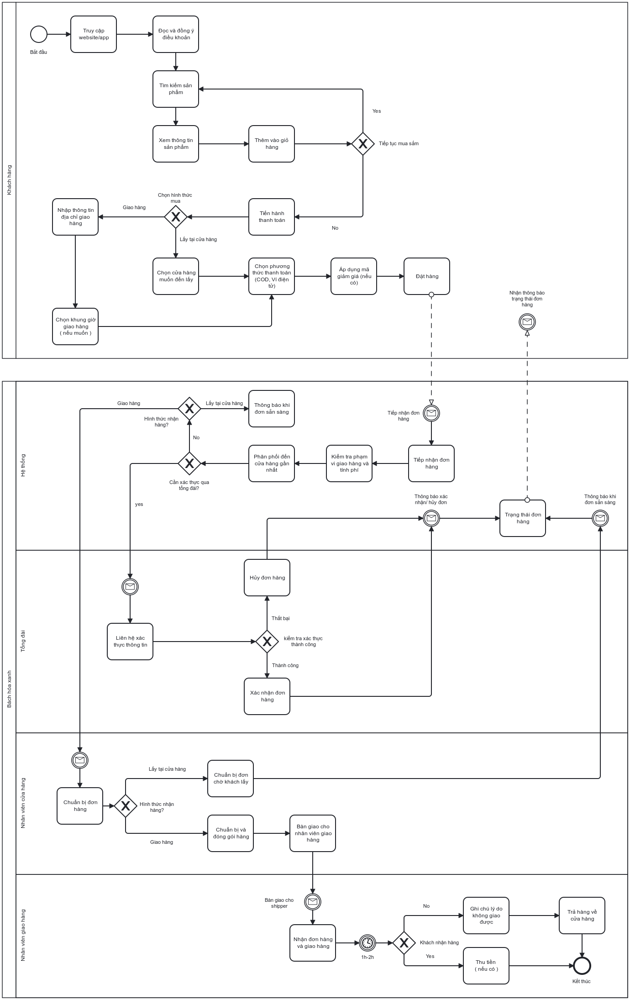 Khách hàng
Bắt đầu
Truy cập
website/app
Đọc và đồng ý
điều khoản
Tìm kiếm sản
phẩm
Yes
Xem thông tin
sản phẩm
Thêm vào giỏ
hàng
Tiếp tục mua sắm
Chọn hình thức
mua
Giao hàng
Nhập thông tin
địa chỉ giao
hàng
Tiến hành
thanh toán
No
Lấy tại cửa hàng
Chọn cửa hàng
muốn đến lấy
Chọn phương
thức thanh toán
(COD, Ví điện
tử)
Áp dụng mã
giảm giá (nếu
có)
Đặt hàng
Nhận thông báo
trạng thái đơn
hàng
Chọn khung giờ
giao hàng
( nếu muốn )
Bách hóa xanh
Hệ thống
Giao hàng
Lấy tại cửa hàng
Thông báo khi
đơn sẵn sàng
Hình thức nhận
hàng?
Tiếp nhận đơn
hàng
No
Phân phối đến
cửa hàng gần
nhất
Kiểm tra phạm
vi giao hàng và
tính phí
Tiếp nhận đơn
hàng
Cần xác thực qua
tổng đài?
yes
Thông báo xác
nhận/ hủy đơn
Trạng thái đơn
hàng
Thông báo khi
đơn sẵn sàng
Tổng đài
Hủy đơn hàng
Thất bại
Liên hệ xác
thực thông tin
kiểm tra xác thực
thành công
Thành công
Xác nhận đơn
hàng
Nhân viên cửa hàng
Lấy tại cửa hàng
Chuẩn bị đơn
chờ khách lấy
Chuẩn bị đơn
hàng
Hình thức nhận
hàng?
Giao hàng
Chuẩn bị và
đóng gói hàng
Bàn giao cho
nhân viên giao
hàng
Nhân viên giao hàng
Bàn giao cho
shipper
Nhận đơn hàng
và giao hàng
1h-2h
No
Khách nhận hàng
Yes
Ghi chú lý do
không giao
được
Trả hàng về
cửa hàng
Thu tiền
( nếu có )
Kết thúc